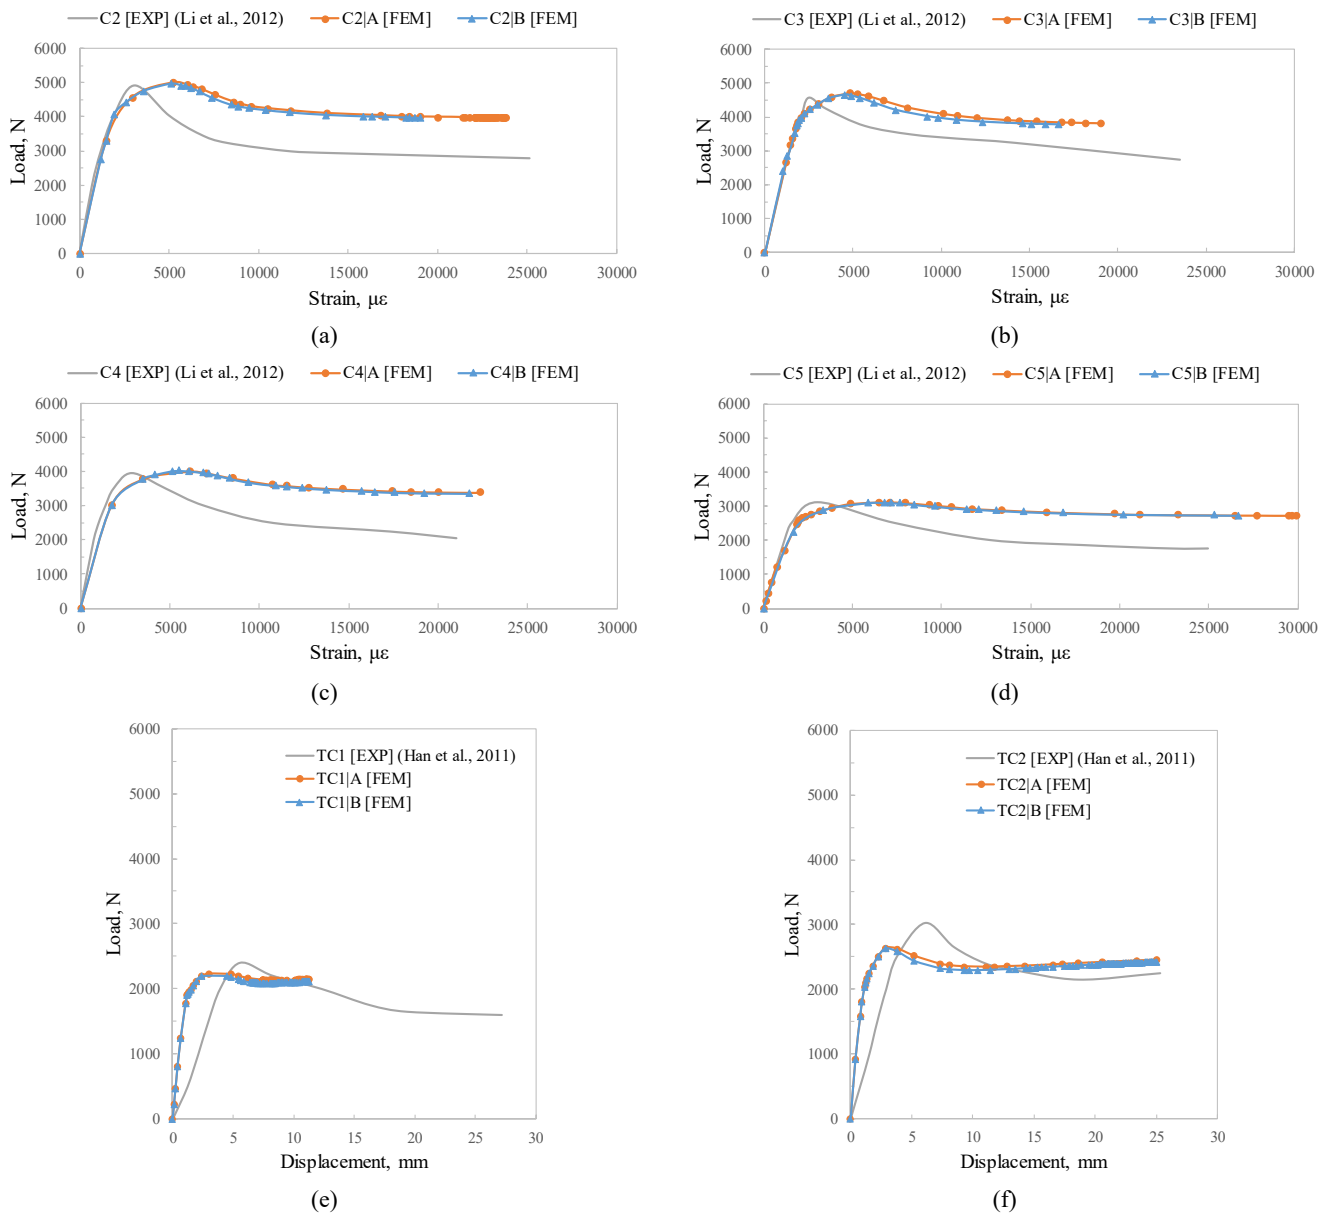 C2 [EXP] (Li et al., 2012) C2|A [FEM] C2|B [FEM]
6000
5000
4000
3000
2000
1000
0
Load, N
0 5000 10000 15000 20000 25000 30000
Strain, με
(a)
C3 [EXP] (Li et al., 2012) C3|A [FEM] C3|B [FEM]
6000
5000
4000
3000
2000
1000
0
Load, N
0 5000 10000 15000 20000 25000 30000
Strain, με
(b)
C4 [EXP] (Li et al., 2012) C4|A [FEM] C4|B [FEM]
6000
5000
4000
3000
2000
1000
0
Load, N
0 5000 10000 15000 20000 25000 30000
Strain, με
(c)
C5 [EXP] (Li et al., 2012) C5|A [FEM] C5|B [FEM]
6000
5000
4000
3000
2000
1000
0
Load, N
0 5000 10000 15000 20000 25000 30000
Strain, με
(d)
TC1 [EXP] (Han et al., 2011)
TC1|A [FEM]
TC1|B [FEM]
6000
5000
4000
3000
2000
1000
0
Load, N
0 5 10 15 20 25 30
Displacement, mm
(e)
TC2 [EXP] (Han et al., 2011)
TC2|A [FEM]
TC2|B [FEM]
6000
5000
4000
3000
2000
1000
0
Load, N
0 5 10 15 20 25 30
Displacement, mm
(f)